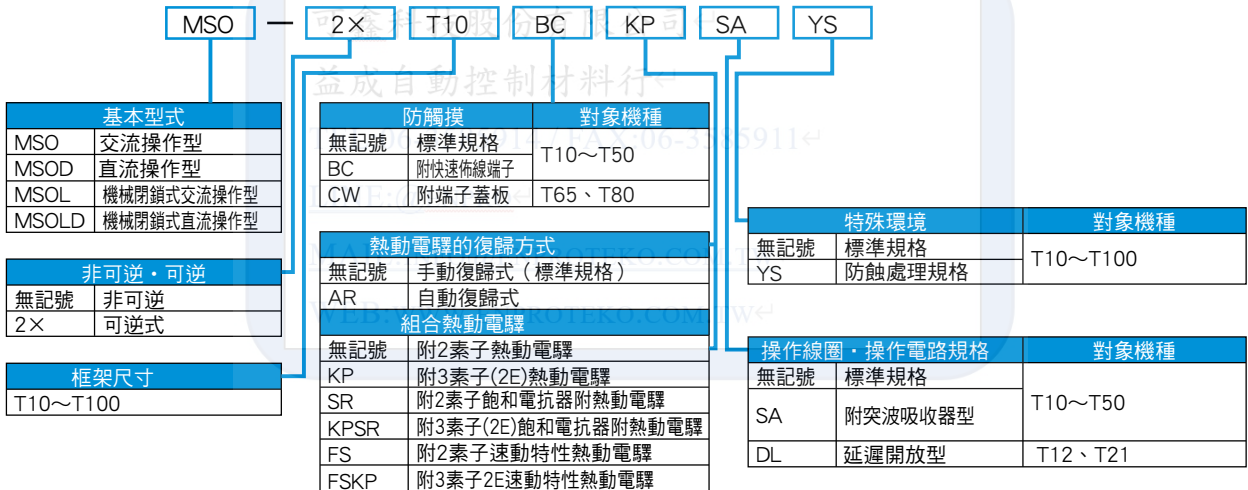 MSO — 2× T10 BC KP SA YS
可鑫科技股份有限公司
益成自動控制材料行
基本型式
MSO 交流操作型
MSOD 直流操作型
MSOL 機械閉鎖式交流操作型
MSOLD 機械閉鎖式直流操作型
非可逆・可逆
無記號 非可逆
2× 可逆式
框架尺寸
T10～T100
防觸摸 對象機種
無記號 標準規格 T10～T50
BC 附快速佈線端子
CW 附端子蓋板 T65、T80
熱動電驛的復歸方式
無記號 手動復歸式（標準規格）
AR 自動復歸式
組合熱動電驛
無記號 附2素子熱動電驛
KP 附3素子(2E)熱動電驛
SR 附2素子飽和電抗器附熱動電驛
KPSR 附3素子(2E)飽和電抗器附熱動電驛
FS 附2素子速動特性熱動電驛
FSKP 附3素子2E速動特性熱動電驛
特殊環境 對象機種
無記號 標準規格 T10～T100
YS 防蝕處理規格
操作線圈・操作電路規格 對象機種
無記號 標準規格 T10～T50
SA 附突波吸收器型
DL 延遲開放型 T12、T21